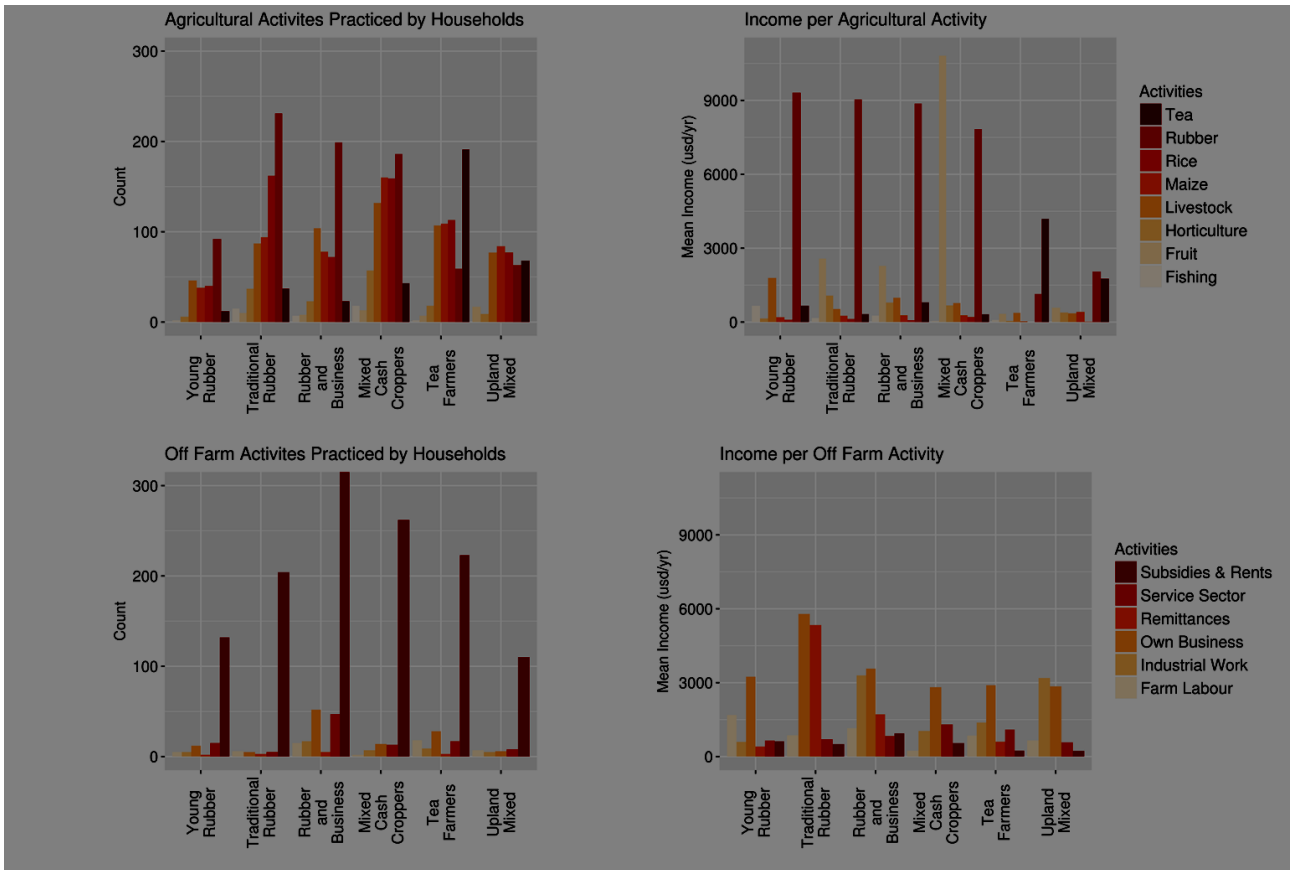 Agricultural Activites Practiced by Households
300
200
100
0
Count
Young
Rubber
Traditional
Rubber
Rubber
and
Business
Mixed
Cash
Croppers
Tea
Farmers
Upland
Mixed
Income per Agricultural Activity
9000
6000
3000
0
Mean Income (usd/yr)
Young
Rubber
Traditional
Rubber
Rubber
and
Business
Mixed
Cash
Croppers
Tea
Farmers
Upland
Mixed
Activities
Tea
Rubber
Rice
Maize
Livestock
Horticulture
Fruit
Fishing
Off Farm Activites Practiced by Households
300
200
100
0
Count
Young
Rubber
Traditional
Rubber
Rubber
and
Business
Mixed
Cash
Croppers
Tea
Farmers
Upland
Mixed
Income per Off Farm Activity
9000
6000
3000
0
Mean Income (usd/yr)
Young
Rubber
Traditional
Rubber
Rubber
and
Business
Mixed
Cash
Croppers
Tea
Farmers
Upland
Mixed
Activities
Subsidies & Rents
Service Sector
Remittances
Own Business
Industrial Work
Farm Labour